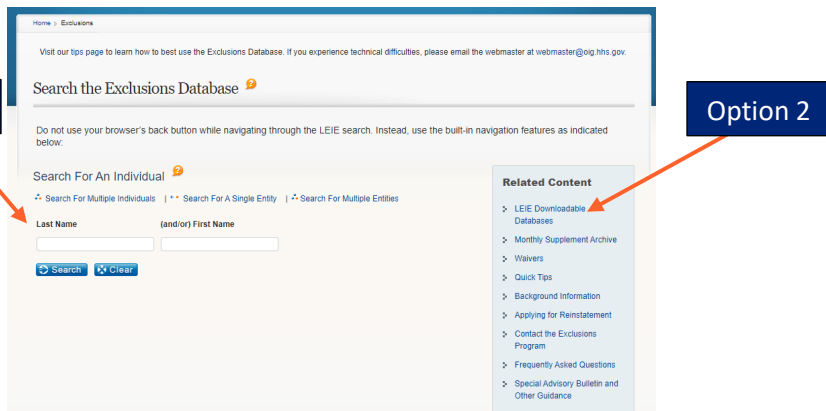 Home > Exclusions
Visit our tips page to learn how to best use the Exclusions Database. If you experience technical difficulties, please email the webmaster at webmaster@oig.hhs.gov.
Search the Exclusions Database
Option 2
Do not use your browser's back button while navigating through the LEIE search. Instead, use the built-in navigation features as indicated
below:
Search For An Individual
Search For Multiple Individuals | Search For A Single Entity | Search For Multiple Entities
Last Name (and/or) First Name
Search Clear
Related Content
LEIE Downloadable
Databases
Monthly Supplement Archive
Waivers
Quick Tips
Background Information
Applying for Reinstatement
Contact the Exclusions
Program
Frequently Asked Questions
Special Advisory Bulletin and
Other Guidance